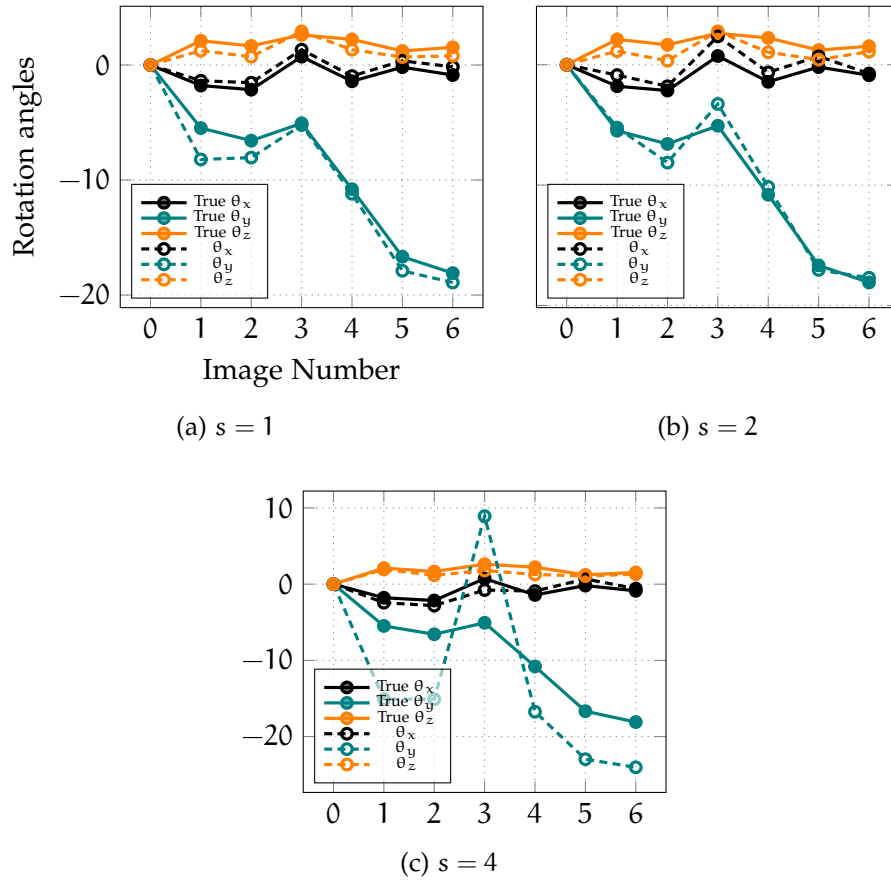 Rotation angles
0
−10
−20
True θx
True θy
True θz
θx
θy
θz
0 1 2 3 4 5 6
Image Number
(a) s = 1
True θx
True θy
True θz
θx
θy
θz
0 1 2 3 4 5 6
(b) s = 2
10
0
−10
−20
True θx
True θy
True θz
θx
θy
θz
0 1 2 3 4 5 6
(c) s = 4